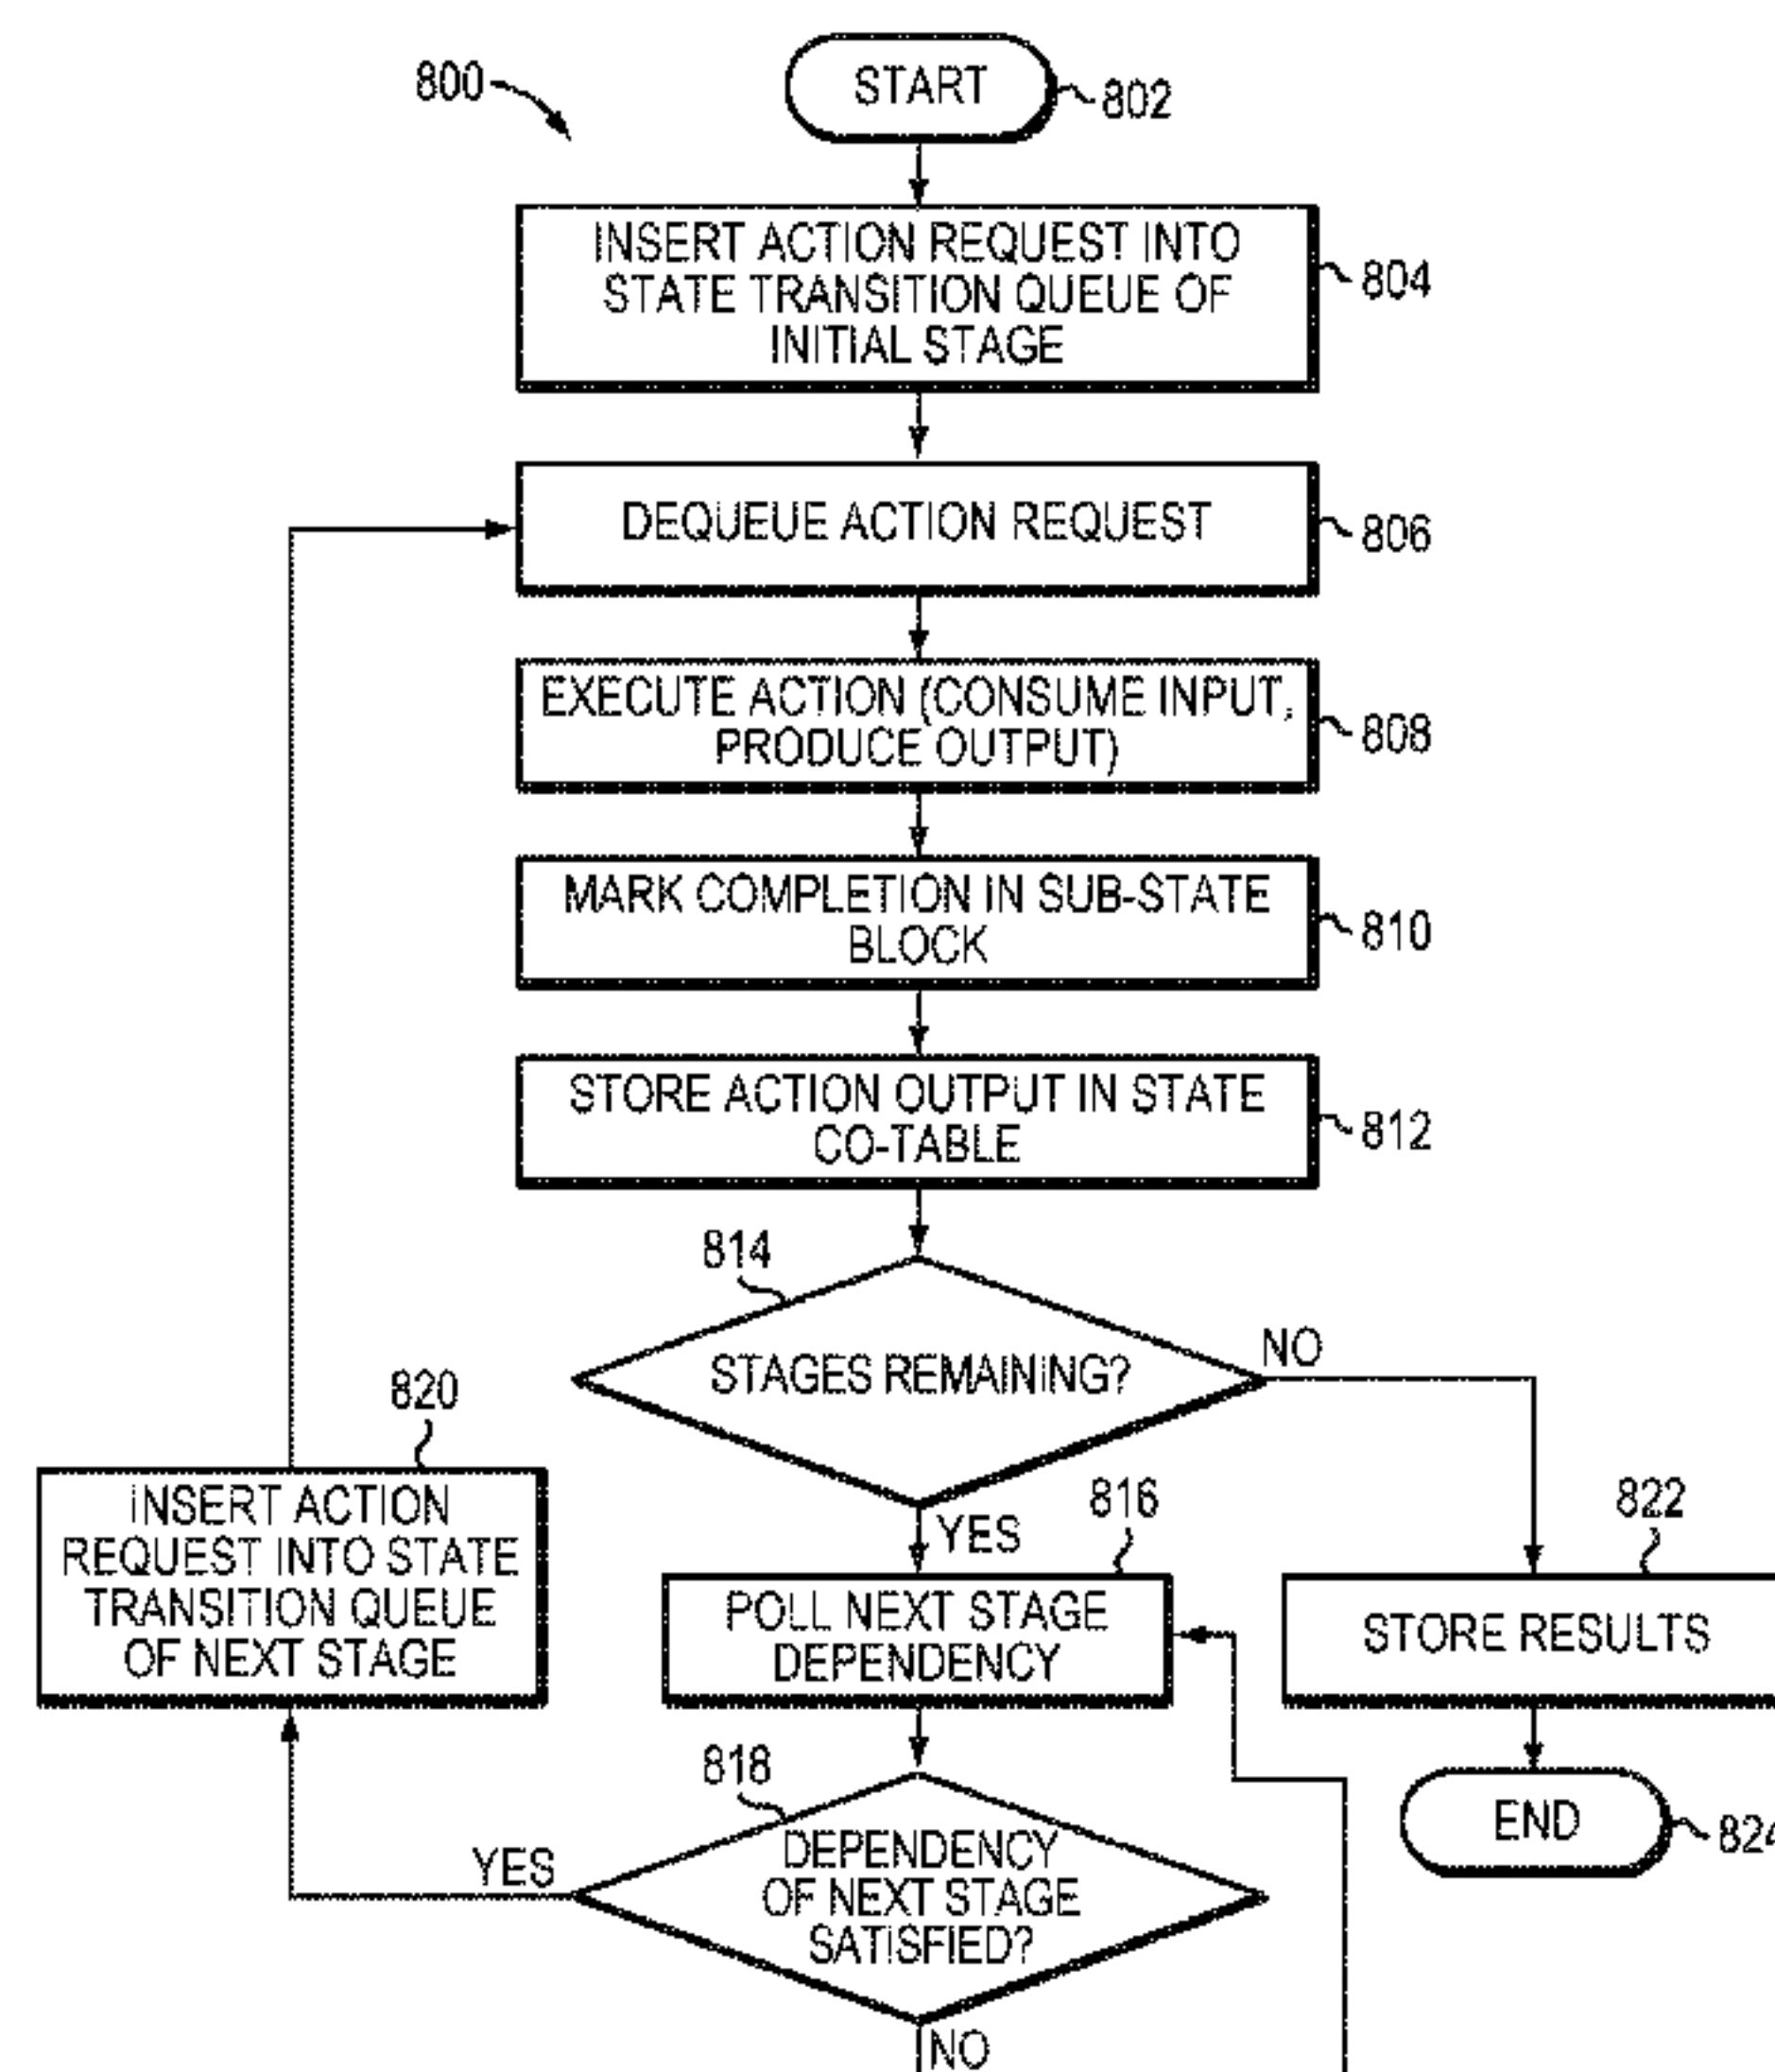 800
START
802
INSERT ACTION REQUEST INTO
STATE TRANSITION QUEUE OF
INITIAL STAGE
804
DEQUEUE ACTION REQUEST
806
EXECUTE ACTION (CONSUME INPUT,
PRODUCE OUTPUT)
808
MARK COMPLETION IN SUB-STATE
BLOCK
810
STORE ACTION OUTPUT IN STATE
CO-TABLE
812
814
STAGES REMAINING?
NO
YES
820
INSERT ACTION
REQUEST INTO STATE
TRANSITION QUEUE
OF NEXT STAGE
816
POLL NEXT STAGE
DEPENDENCY
822
STORE RESULTS
818
DEPENDENCY
OF NEXT STAGE
SATISFIED?
YES
NO
END
824